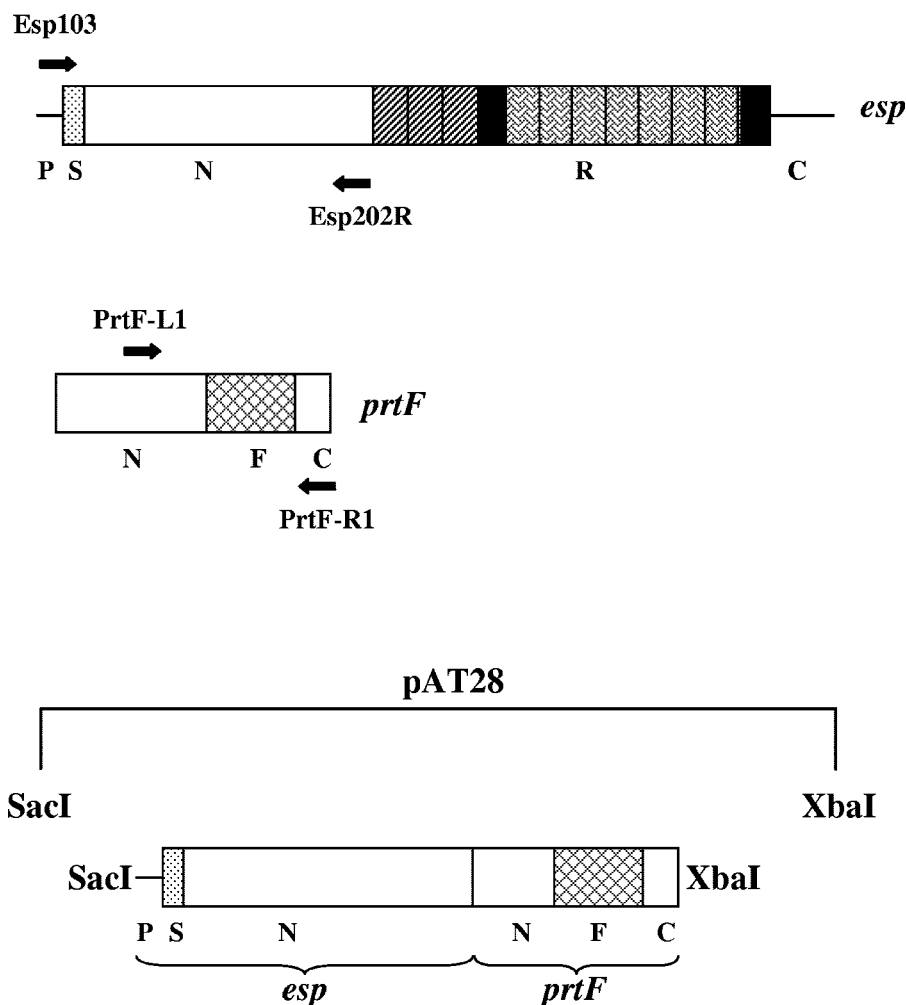 Esp103
esp
P S N R C
Esp202R
PrtF-L1
prtF
N F C
PrtF-R1
pAT28
SacI XbaI
SacI XbaI
P S N N F C
esp prtF